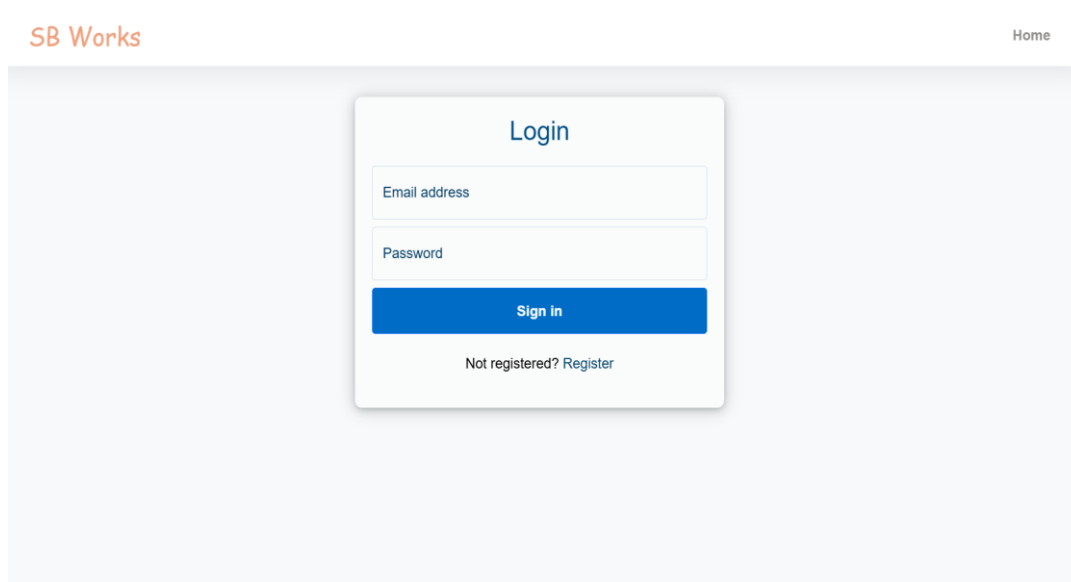 SB Works
Home
Login
Email address
Password
Sign in
Not registered? Register